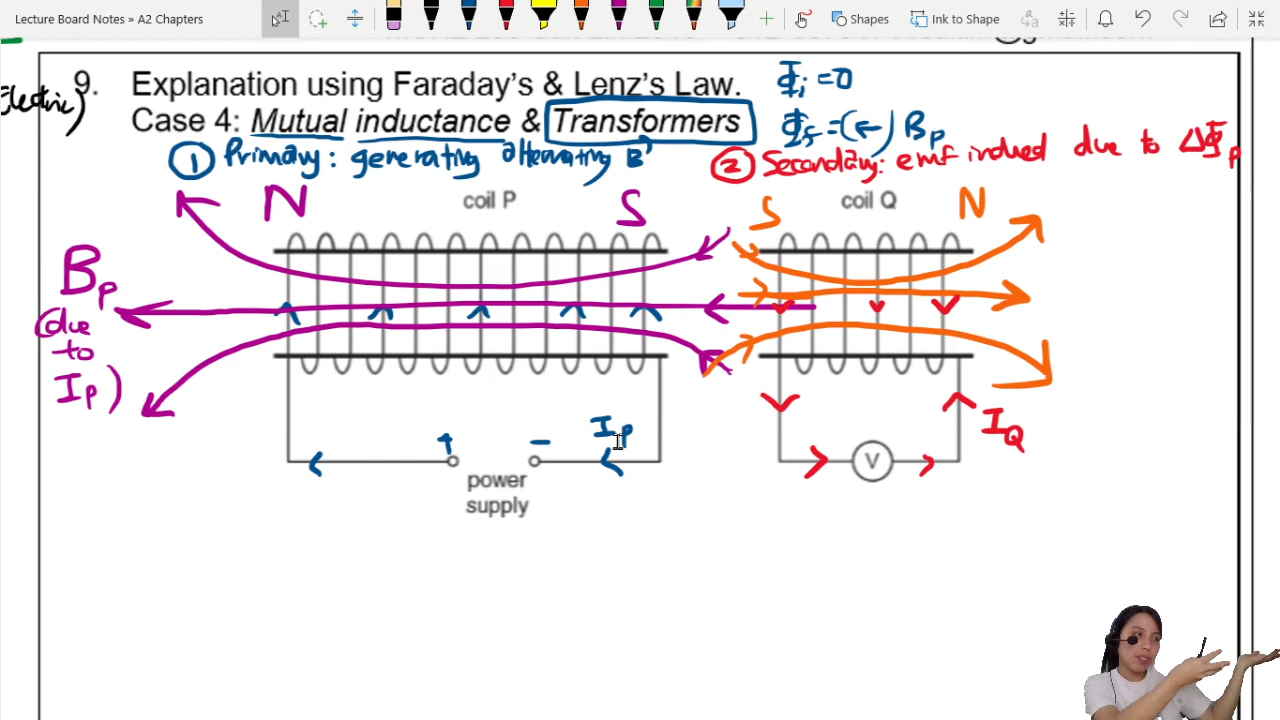 Lecture Board Notes » A2 Chapters
Shapes
Ink to Shape
Electric)
9. Explanation using Faraday's & Lenz's Law.
Case 4: Mutual inductance & Transformers
Φi = 0
Φf = (←) Bp
① Primary: generating alternating B
② Secondary: emf induced due to ΔΦp
N
coil P
S
S
coil Q
N
Bp
(due
to
Ip)
+
-
Ip
IQ
V
power
supply